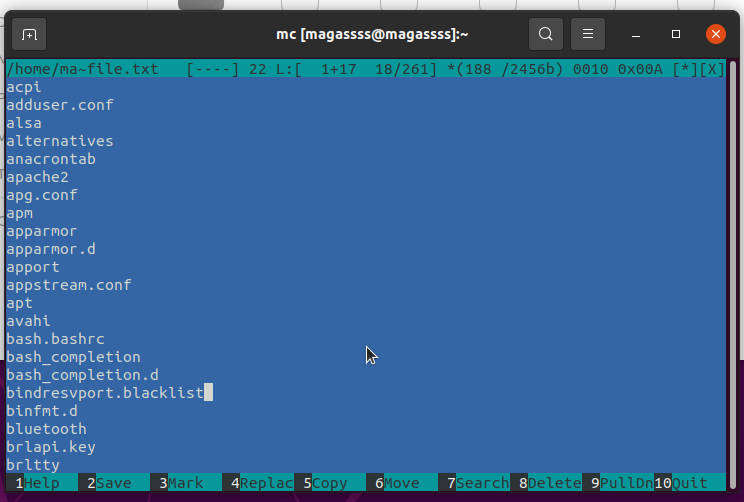 mc [magassss@magassss]:~
/home/ma~file.txt   [----] 22 L:[  1+17  18/261] *(188 /2456b) 0010 0x00A [*][X]
acpi
adduser.conf
alsa
alternatives
anacrontab
apache2
apg.conf
apm
apparmor
apparmor.d
apport
appstream.conf
apt
avahi
bash.bashrc
bash_completion
bash_completion.d
bindresvport.blacklist
binfmt.d
bluetooth
brlapi.key
brltty
1Help  2Save  3Mark  4Replac 5Copy  6Move  7Search 8Delete 9PullDn10Quit